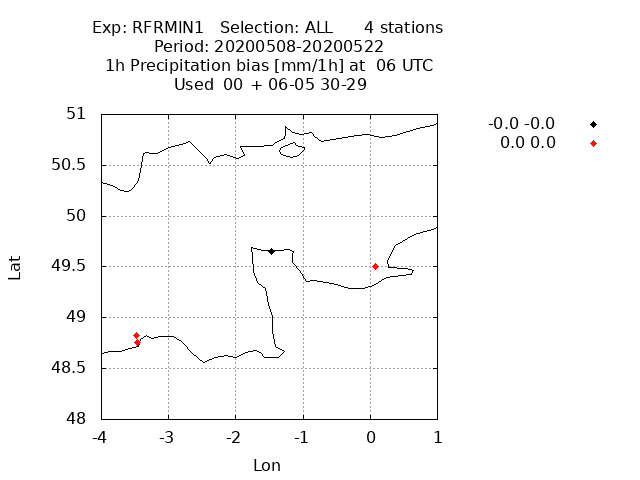 Exp: RFRMIN1   Selection: ALL      4 stations
Period: 20200508-20200522
1h Precipitation bias [mm/1h] at  06 UTC
Used  00 + 06-05 30-29
51
50.5
50
49.5
49
48.5
48
-4 -3 -2 -1 0 1
Lat
Lon
-0.0 -0.0
0.0 0.0